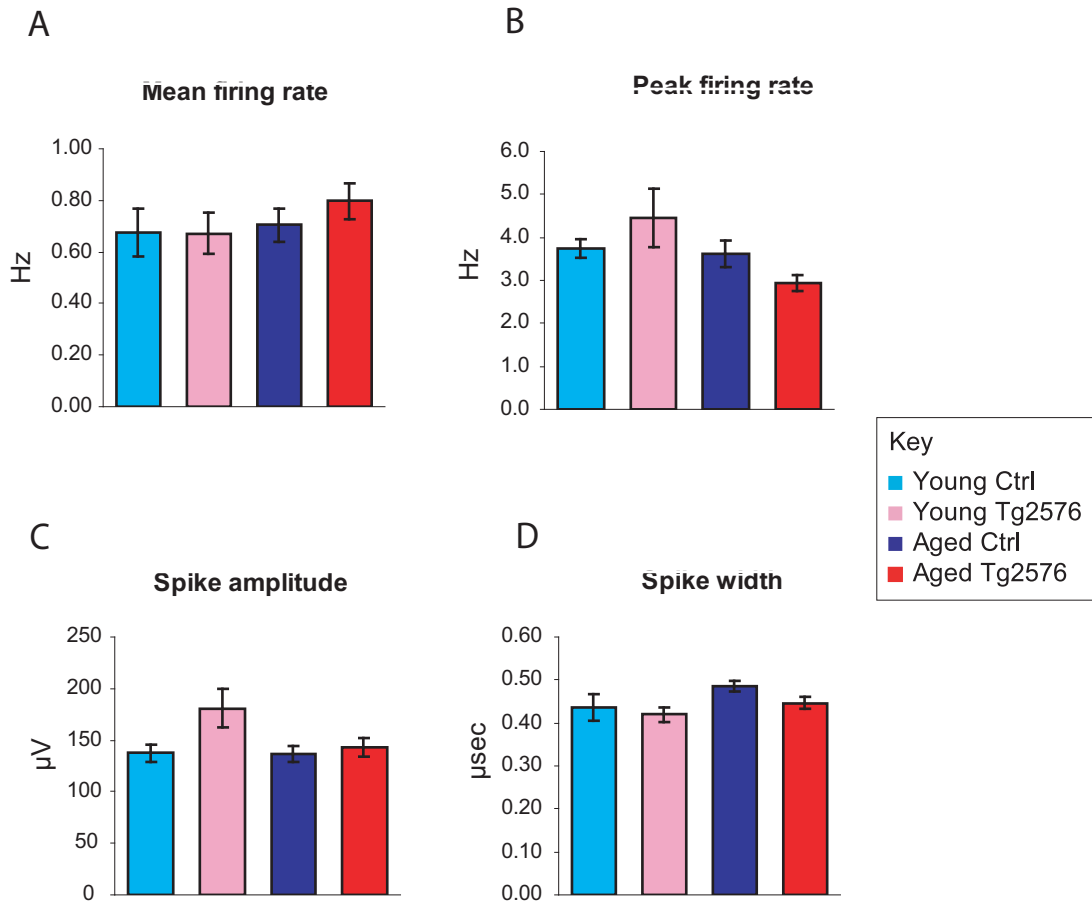 A
Mean firing rate
1.00
0.80
0.60
0.40
0.20
0.00
Hz
B
Peak firing rate
6.0
5.0
4.0
3.0
2.0
1.0
0.0
Hz
Key
Young Ctrl
Young Tg2576
Aged Ctrl
Aged Tg2576
C
Spike amplitude
250
200
150
100
50
0
µV
D
Spike width
0.60
0.50
0.40
0.30
0.20
0.10
0.00
µsec